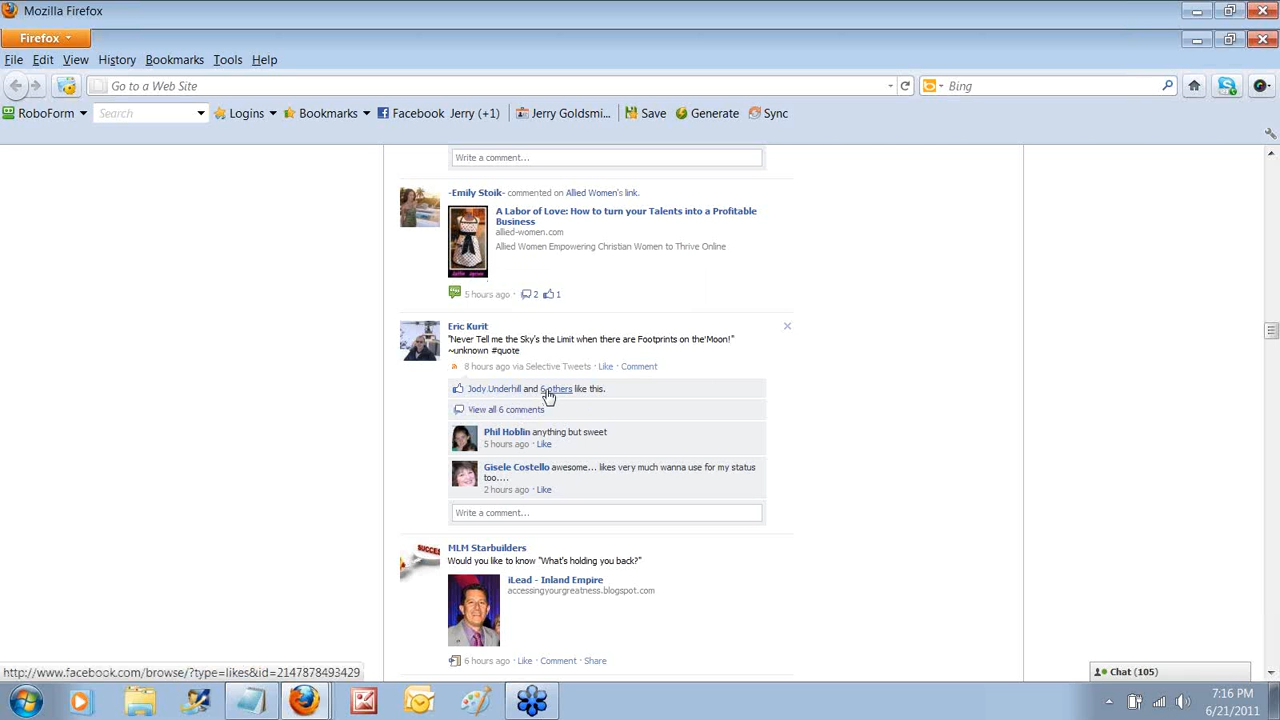 Mozilla Firefox
Firefox
File Edit View History Bookmarks Tools Help
Go to a Web Site
Bing
RoboForm Search Logins Bookmarks Facebook Jerry (+1) Jerry Goldsmi... Save Generate Sync
Write a comment...
-Emily Stoik- commented on Allied Women's link.
A Labor of Love: How to turn your Talents into a Profitable
Business
allied-women.com
Allied Women Empowering Christian Women to Thrive Online
5 hours ago · 2 1
Eric Kurit
"Never Tell me the Sky's the Limit when there are Footprints on the'Moon!"
~unknown #quote
8 hours ago via Selective Tweets · Like · Comment
Jody Underhill and 6 others like this.
View all 6 comments
Phil Hoblin anything but sweet
5 hours ago · Like
Gisele Costello awesome... likes very much wanna use for my status
too....
2 hours ago · Like
Write a comment...
MLM Starbuilders
Would you like to know "What's holding you back?"
SUCCES
iLead - Inland Empire
accessingyourgreatness.blogspot.com
6 hours ago · Like · Comment · Share
http://www.facebook.com/browse/?type=likes&id=2147878493429
Chat (105)
7:16 PM
6/21/2011